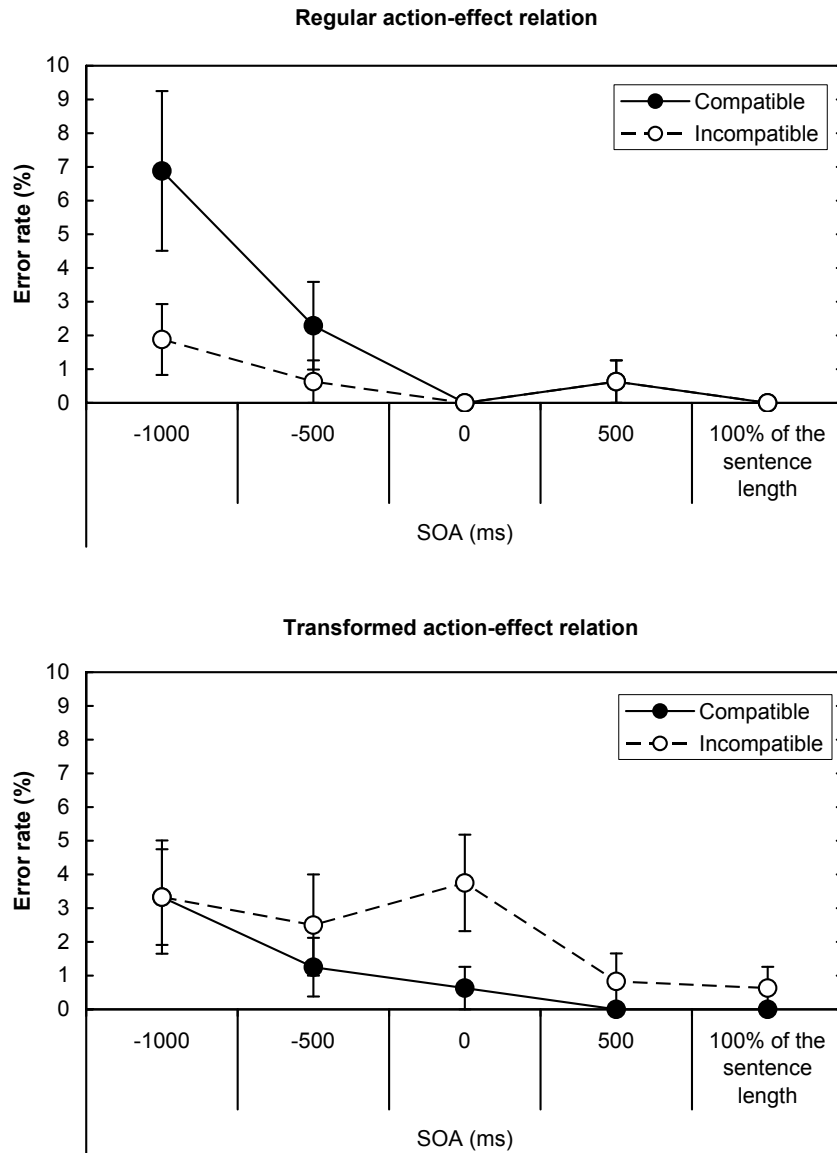 Regular action-effect relation
10
9
8
7
6
5
4
3
2
1
0
Error rate (%)
Compatible
Incompatible
-1000 -500 0 500 100% of the
sentence
length
SOA (ms)
Transformed action-effect relation
10
9
8
7
6
5
4
3
2
1
0
Error rate (%)
Compatible
Incompatible
-1000 -500 0 500 100% of the
sentence
length
SOA (ms)